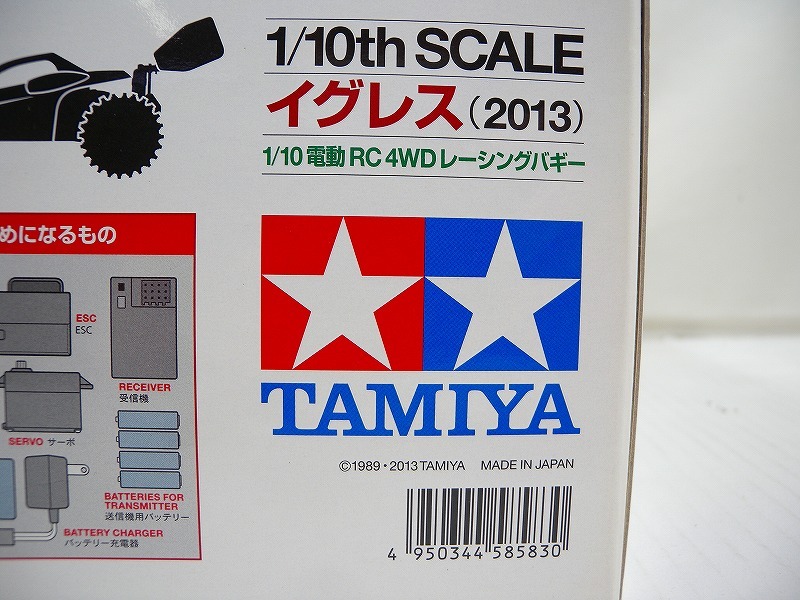 1/10th SCALE
イグレス(2013)
1/10 電動 RC 4WD レーシングバギー
めになるもの
ESC
ESC
RECEIVER
受信機
SERVO サーボ
BATTERIES FOR
TRANSMITTER
送信機用バッテリー
BATTERY CHARGER
バッテリー充電器
TAMIYA
©1989・2013 TAMIYA MADE IN JAPAN
4 950344 585830